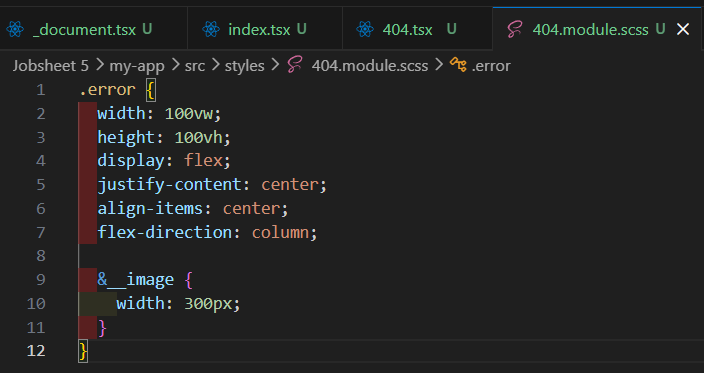 _document.tsx U index.tsx U 404.tsx U 404.module.scss U
Jobsheet 5 > my-app > src > styles > 404.module.scss > .error
1 .error {
2 width: 100vw;
3 height: 100vh;
4 display: flex;
5 justify-content: center;
6 align-items: center;
7 flex-direction: column;
8
9 &__image {
10 width: 300px;
11 }
12 }